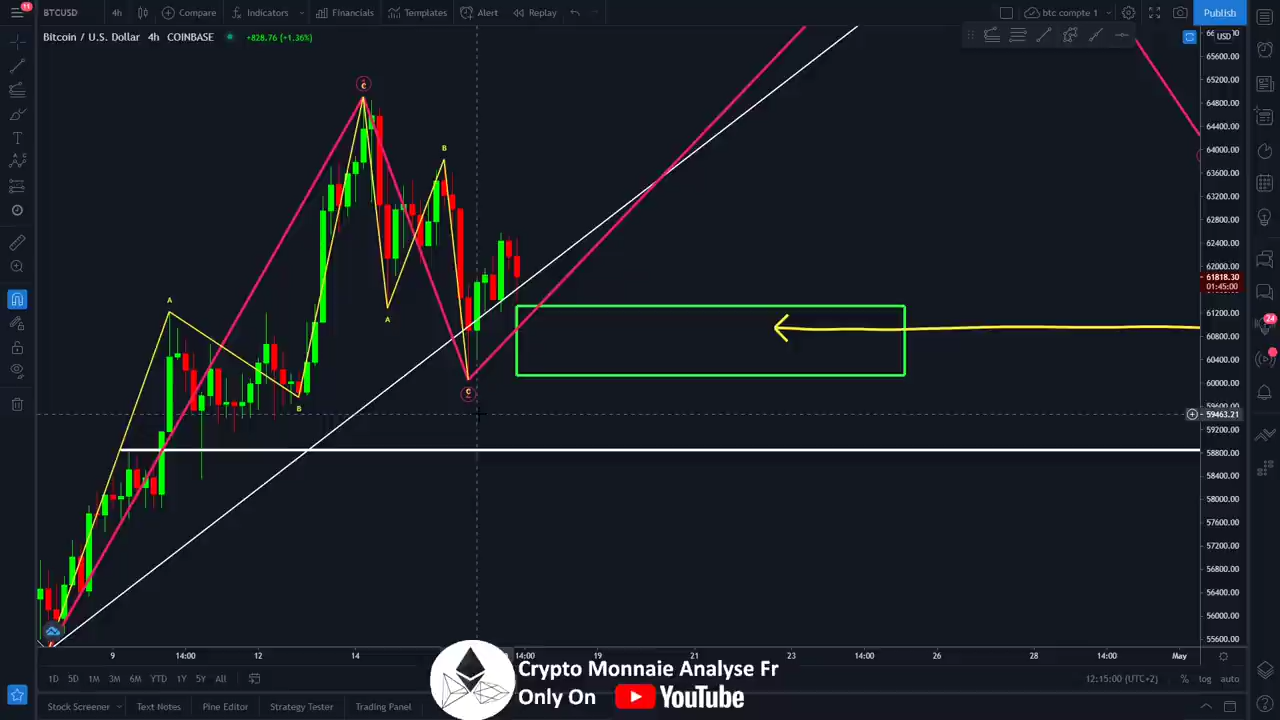 11
BTCUSD 4h Compare Indicators Financials Templates Alert Replay btc compte 1 Publish
Bitcoin / U.S. Dollar 4h COINBASE +828.76 (+1.36%)
USD
65600.00
65200.00
64800.00
64400.00
64000.00
63600.00
63200.00
62800.00
62400.00
62000.00
61818.30
01:45:00
61200.00
60800.00
60400.00
60000.00
59600.00
59463.21
59200.00
58800.00
58400.00
58000.00
57600.00
57200.00
56800.00
56400.00
56000.00
55600.00
C
B
A
A
B
C
24
9 14:00 12 14 14:00 19 21 23 14:00 26 28 14:00 May
1D 5D 1M 3M 6M YTD 1Y 5Y All
12:15:00 (UTC+2) % log auto
Crypto Monnaie Analyse Fr
Only On YouTube
Stock Screener Text Notes Pine Editor Strategy Tester Trading Panel